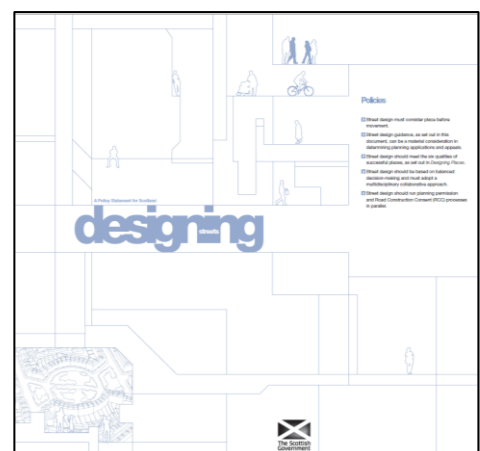 Policies
Street design must consider place before
movement.
Street design guidance, as set out in this
document, can be a material consideration in
determining planning applications and appeals.
Street design should meet the six qualities of
successful places, as set out in Designing Places.
Street design should be based on balanced
decision-making and must adopt a
multidisciplinary collaborative approach.
Street design should run planning permission
and Road Construction Consent (RCC) processes
in parallel.
A Policy Statement for Scotland
designing
streets
The Scottish
Government